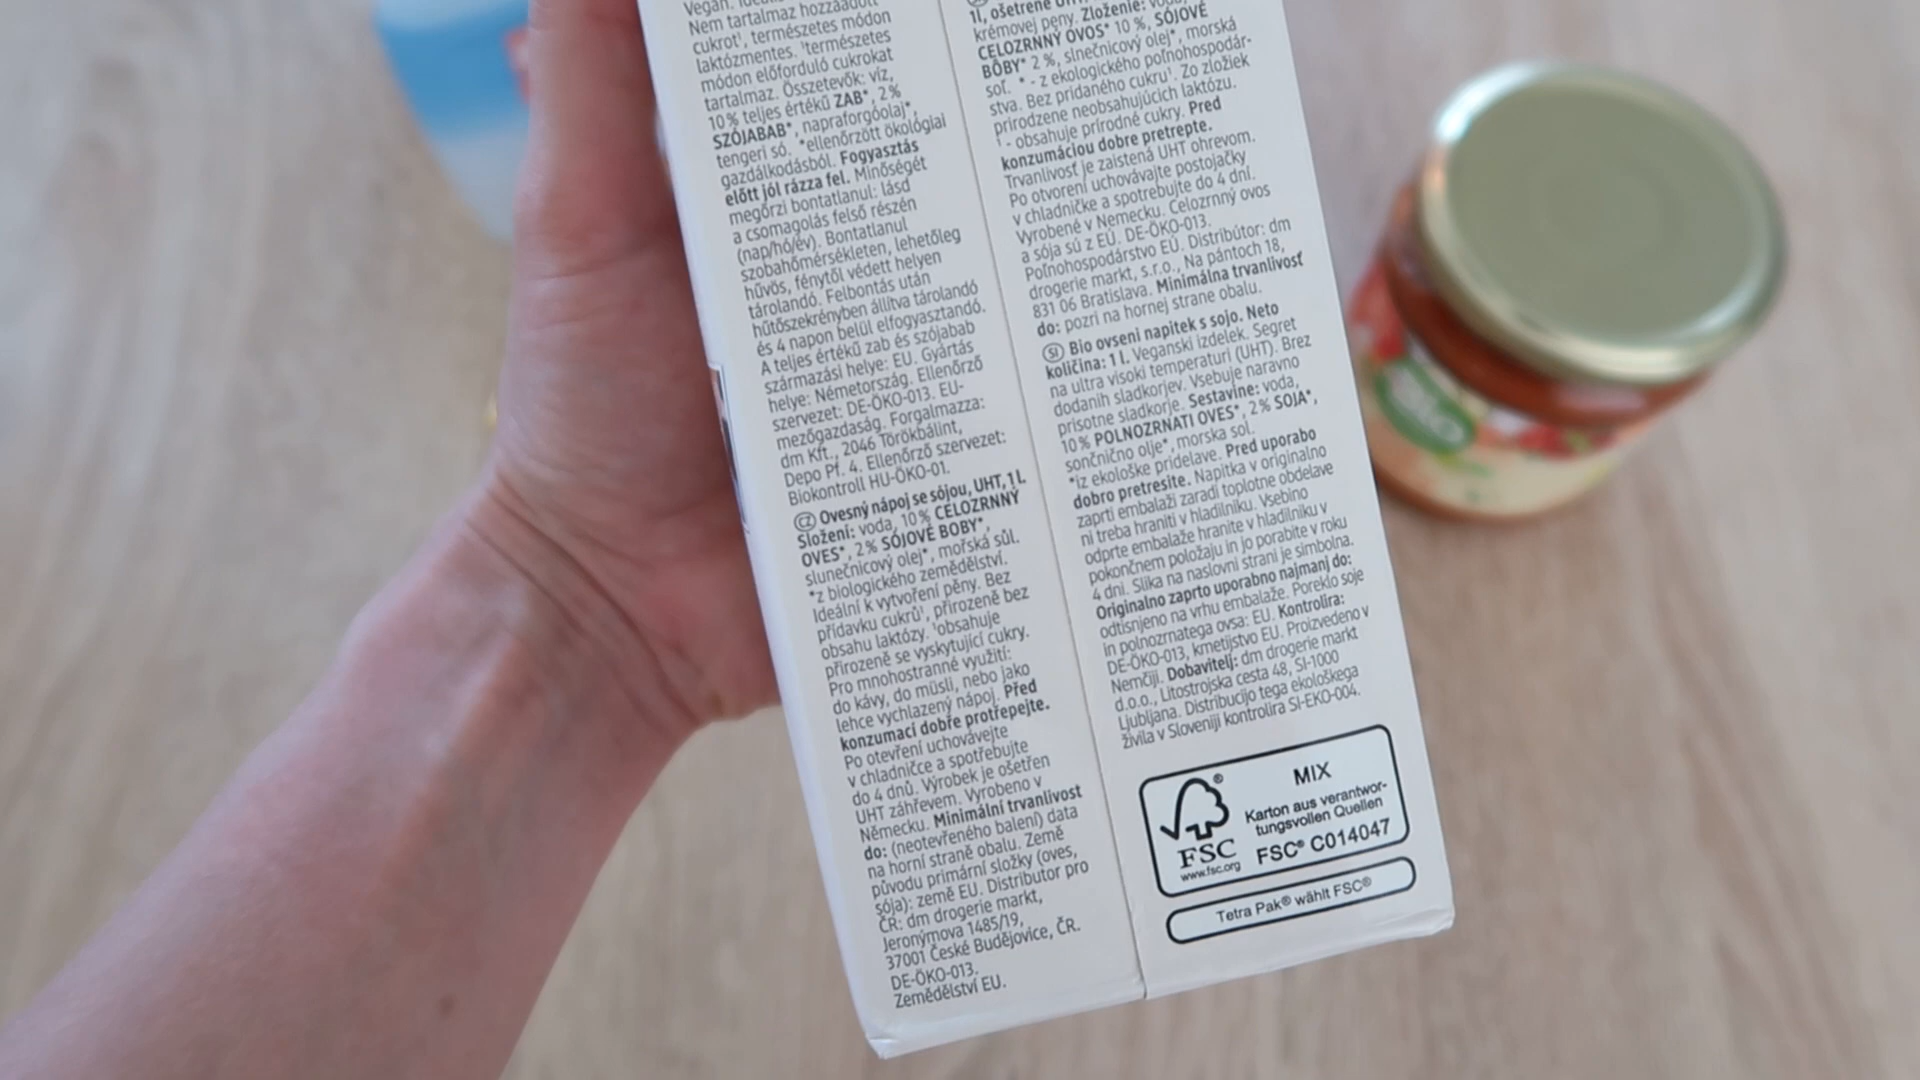 Vegan.
Nem tartalmaz hozzáadott
cukrot¹, természetes módon
laktózmentes. ¹természetes
módon előforduló cukrokat
tartalmaz. Összetevők: víz,
10% teljes értékű ZAB*, 2%
SZÓJABAB*, napraforgóolaj*,
tengeri só. *ellenőrzött ökológiai
gazdálkodásból. Fogyasztás
előtt jól rázza fel. Minőségét
megőrzi bontatlanul: lásd
a csomagolás felső részén
(nap/hó/év). Bontatlanul
szobahőmérsékleten, lehetőleg
hűvös, fénytől védett helyen
tárolandó. Felbontás után
hűtőszekrényben állítva tárolandó
és 4 napon belül elfogyasztandó.
A teljes értékű zab és szójabab
származási helye: EU. Gyártás
helye: Németország. Ellenőrző
szervezet: DE-ÖKO-013. EU-
mezőgazdaság. Forgalmazza:
dm Kft., 2046 Törökbálint,
Depo Pf. 4. Ellenőrző szervezet:
Biokontroll HU-ÖKO-01.
CZ Ovesný nápoj se sójou, UHT, 1 L
Složení: voda, 10% CELOZRNNÝ
OVES*, 2% SÓJOVÉ BOBY*,
slunečnicový olej*, mořská sůl.
*z biologického zemědělství.
Ideální k vytvoření pěny. Bez
přídavku cukrů¹, přirozeně bez
obsahu laktózy. ¹obsahuje
přirozeně se vyskytující cukry.
Pro mnohostranné využití:
do kávy, do müsli, nebo jako
lehce vychlazený nápoj. Před
konzumací dobře protřepejte.
Po otevření uchovávejte
v chladničce a spotřebujte
do 4 dnů. Výrobek je ošetřen
UHT záhřevem. Vyrobeno v
Německu. Minimální trvanlivost
do: (neotevřeného balení) data
na horní straně obalu. Země
původu primární složky (oves,
sója): země EU. Distributor pro
ČR: dm drogerie markt,
Jeronýmova 1485/19,
37001 České Budějovice, ČR.
DE-ÖKO-013.
Zemědělství EU.
1l, ošetrené
krémovej peny. Zloženie: voda,
CELOZRNNÝ OVOS* 10 %, SÓJOVÉ
BÔBY* 2 %, slnečnicový olej*, morská
soľ. * - z ekologického poľnohospodár-
stva. Bez pridaného cukru¹. Zo zložiek
prirodzene neobsahujúcich laktózu.
¹ - obsahuje prírodné cukry. Pred
konzumáciou dobre pretrepte.
Trvanlivosť je zaistená UHT ohrevom.
Po otvorení uchovávajte postojačky
v chladničke a spotrebujte do 4 dní.
Vyrobené v Nemecku. Celozrnný ovos
a sója sú z EÚ. DE-ÖKO-013.
Poľnohospodárstvo EÚ. Distribútor: dm
drogerie markt, s.r.o., Na pántoch 18,
831 06 Bratislava. Minimálna trvanlivosť
do: pozri na hornej strane obalu.
SI Bio ovseni napitek s sojo. Neto
količina: 1 l. Veganski izdelek. Segret
na ultra visoki temperaturi (UHT). Brez
dodanih sladkorjev. Vsebuje naravno
prisotne sladkorje. Sestavine: voda,
10% POLNOZRNATI OVES*, 2% SOJA*,
sončnično olje*, morska sol.
*iz ekološke pridelave. Pred uporabo
dobro pretresite. Napitka v originalno
zaprti embalaži zaradi toplotne obdelave
ni treba hraniti v hladilniku. Vsebino
odprte embalaže hranite v hladilniku v
pokončnem položaju in jo porabite v roku
4 dni. Slika na naslovni strani je simbolna.
Originalno zaprto uporabno najmanj do:
odtisnjeno na vrhu embalaže. Poreklo soje
in polnozrnatega ovsa: EU. Kontrolira:
DE-ÖKO-013, kmetijstvo EU. Proizvedeno v
Nemčiji. Dobavitelj: dm drogerie markt
d.o.o., Litostrojska cesta 48, SI-1000
Ljubljana. Distribucijo tega ekološkega
živila v Sloveniji kontrolira SI-EKO-004.
MIX
Karton aus verantwor-
tungsvollen Quellen
FSC® C014047
FSC
www.fsc.org
Tetra Pak® wählt FSC®
Bio